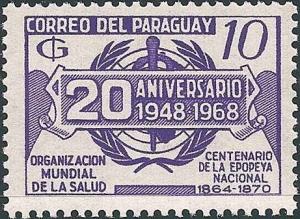 CORREO DEL PARAGUAY
G 10
20 ANIVERSARIO
1948-1968
ORGANIZACION
MUNDIAL
DE LA SALUD
CENTENARIO
DE LA EPOPEYA
NACIONAL
1864-1870